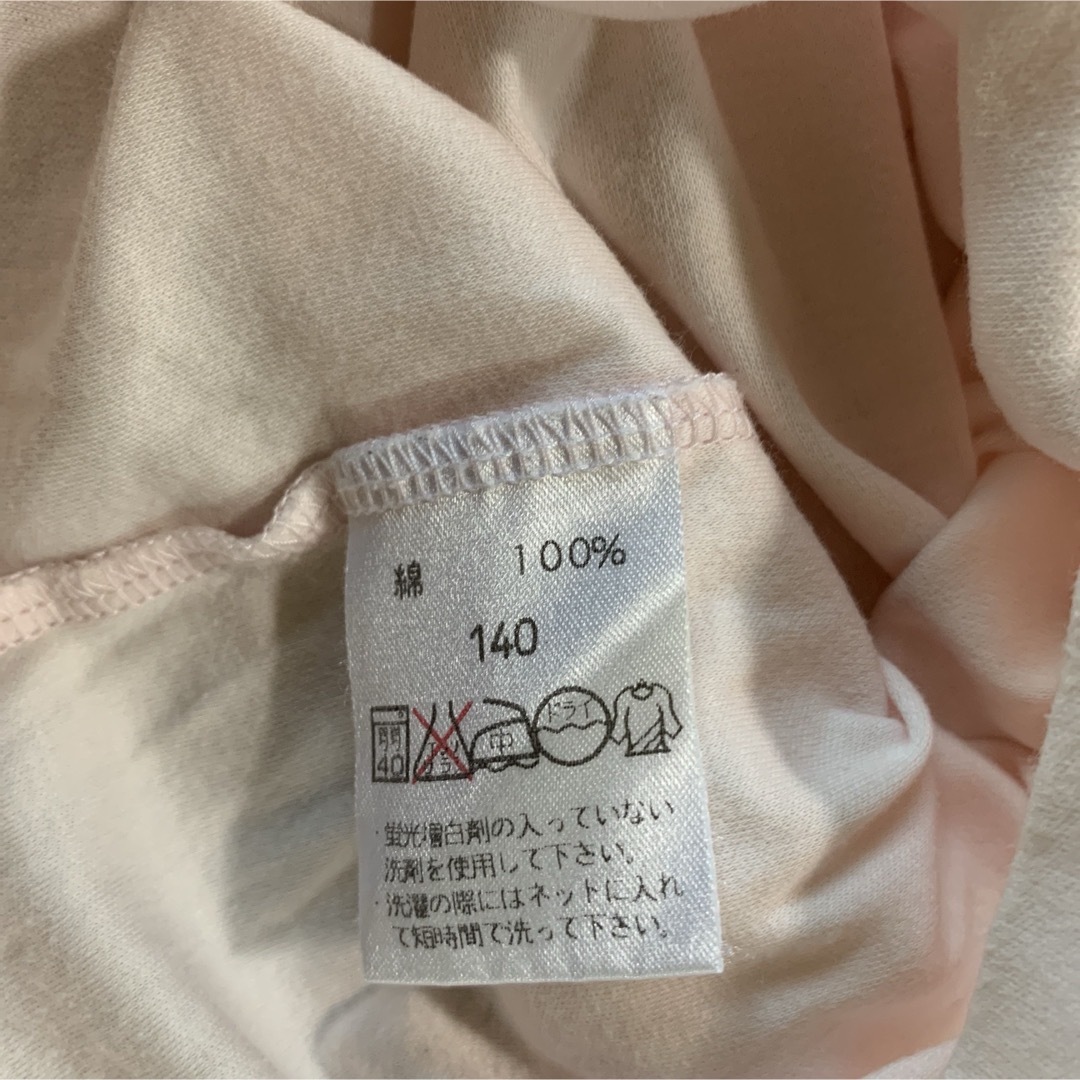 綿 100%
140
40 中 ドライ
・蛍光増白剤の入っていない
洗剤を使用して下さい。
・洗濯の際にはネットに入れ
て短時間で洗って下さい。